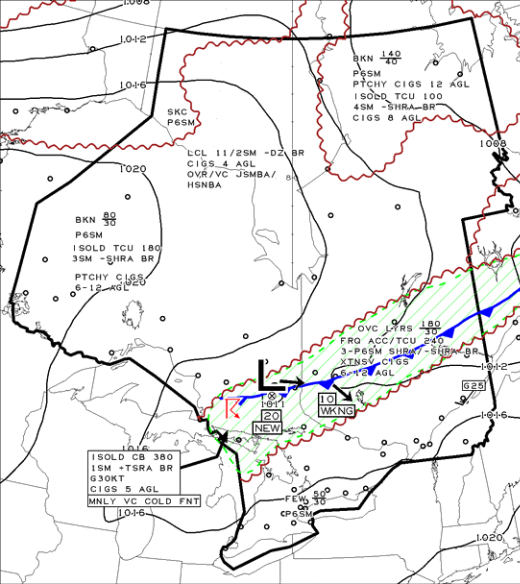 1008
1012
1016
BKN 140/40
P6SM
PTCHY CIGS 12 AGL
ISOLD TCU 100
4SM -SHRA BR
CIGS 8 AGL
SKC
P6SM
1008
LCL 11/2SM -DZ BR
CIGS 4 AGL
OVR/VC JSMBA/
HSNBA
1020
BKN 80/30
P6SM
ISOLD TCU 180
3SM -SHRA BR
PTCHY CIGS
6-12 AGL
1020
OVC LYRS 180/30
FRQ ACC/TCU 240
3-P6SM SHRA/-SHRA BR
XTNSV CIGS
6-12 AGL
1012
G25
L
1011
20
NEW
10
WKNG
1016
1016
ISOLD CB 380
1SM +TSRA BR
G30KT
CIGS 5 AGL
MNLY VC COLD FNT
1016
FEW 50/30
P6SM
1020